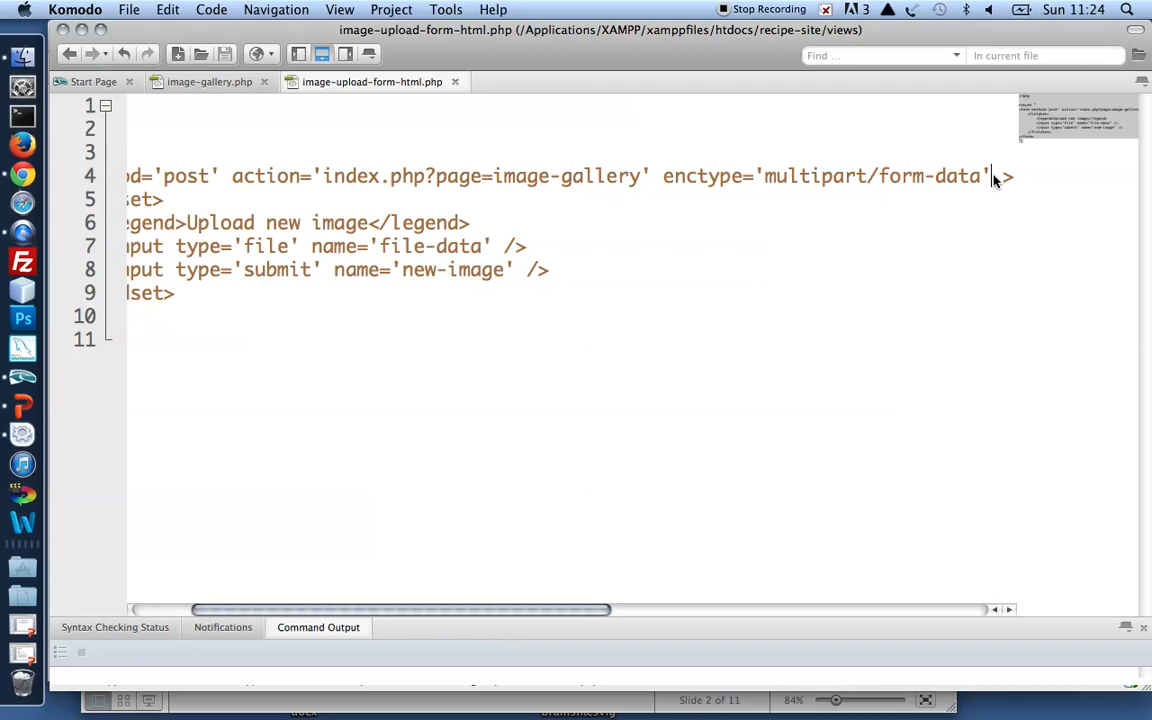 Komodo File Edit View Code Navigation Project Tools Help Stop Recording 3 Sun 11:24
image-upload-form-html.php (/Applications/XAMPP/xamppfiles/htdocs/recipe-site/views)
Find ... In current file
Start Page image-gallery.php image-upload-form-html.php
1
2
3
4 od='post' action='index.php?page=image-gallery' enctype='multipart/form-data' >
5 set>
6 egend>Upload new image</legend>
7 nput type='file' name='file-data' />
8 nput type='submit' name='new-image' />
9 dset>
10
11
Syntax Checking Status Notifications Command Output
Slide 2 of 11 84%